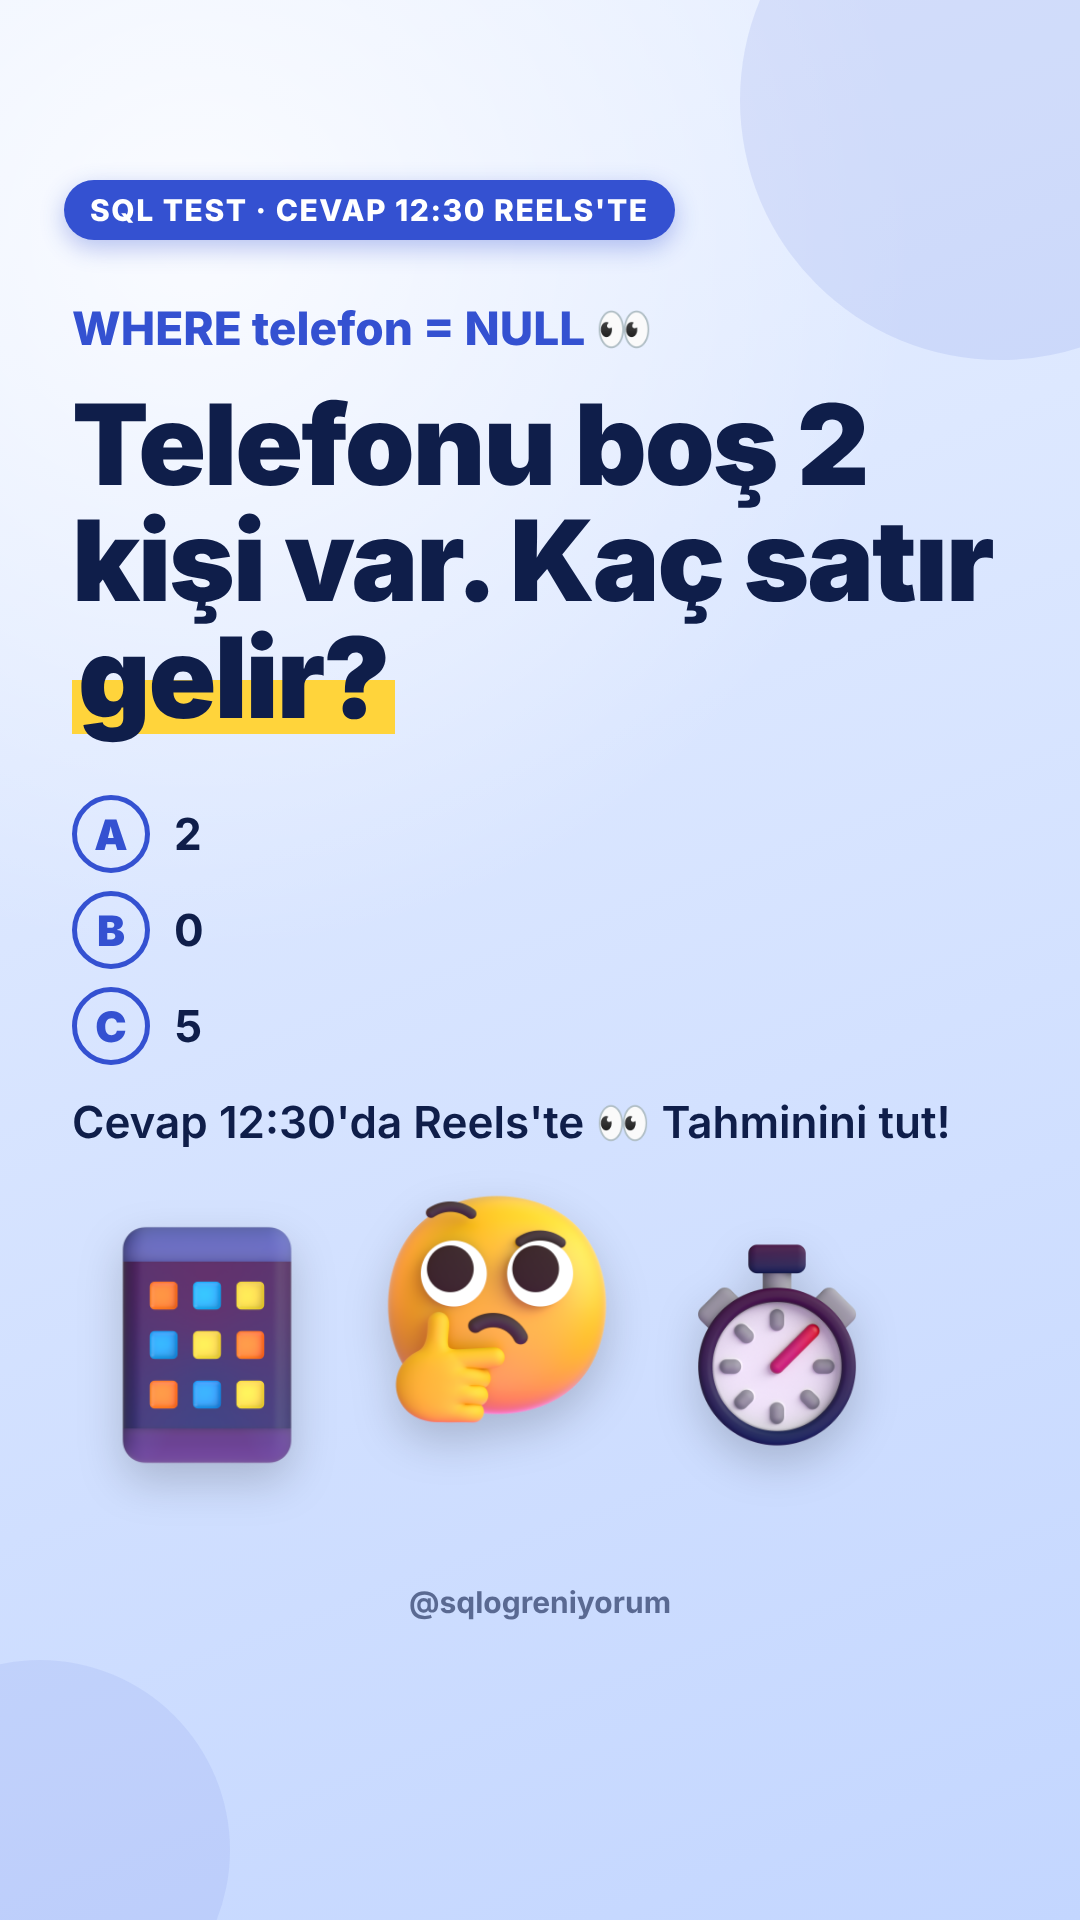 SQL TEST · CEVAP 12:30 REELS'TE
WHERE telefon = NULL 👀
Telefonu boş 2
kişi var. Kaç satır
gelir?
A 2
B 0
C 5
Cevap 12:30'da Reels'te 👀 Tahminini tut!
@sqlogreniyorum